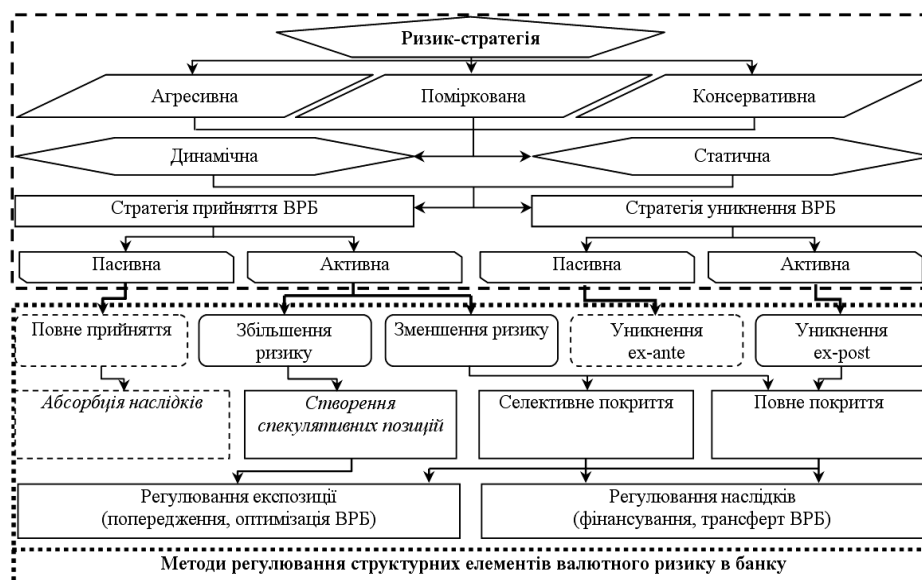 Ризик-стратегія
Агресивна
Поміркована
Консервативна
Динамічна
Статична
Стратегія прийняття ВРБ
Стратегія уникнення ВРБ
Пасивна
Активна
Пасивна
Активна
Повне прийняття
Збільшення
ризику
Зменшення ризику
Уникнення
ex-ante
Уникнення
ex-post
Абсорбція наслідків
Створення
спекулятивних позицій
Селективне покриття
Повне покриття
Регулювання експозиції
(попередження, оптимізація ВРБ)
Регулювання наслідків
(фінансування, трансферт ВРБ)
Методи регулювання структурних елементів валютного ризику в банку